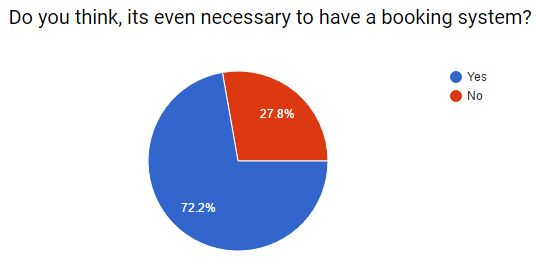 Do you think, its even necessary to have a booking system?
Yes
No
27.8%
72.2%